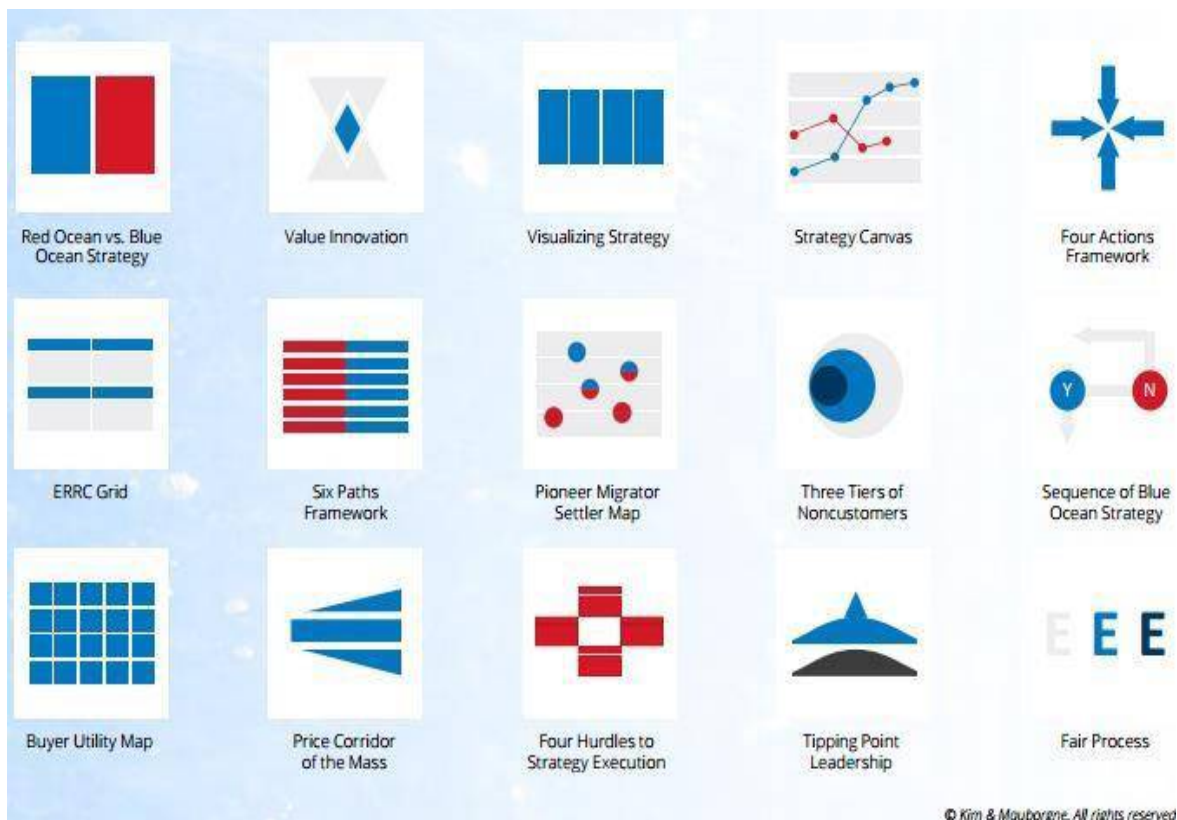 Red Ocean vs. Blue
Ocean Strategy
Value Innovation
Visualizing Strategy
Strategy Canvas
Four Actions
Framework
ERRC Grid
Six Paths
Framework
Pioneer Migrator
Settler Map
Three Tiers of
Noncustomers
Y
N
Sequence of Blue
Ocean Strategy
Buyer Utility Map
Price Corridor
of the Mass
Four Hurdles to
Strategy Execution
Tipping Point
Leadership
E E E
Fair Process
© Kim & Mauborgne. All rights reserved